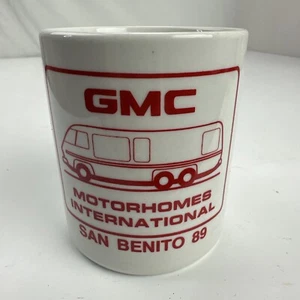 GMC
MOTORHOMES
INTERNATIONAL
SAN BENITO 89